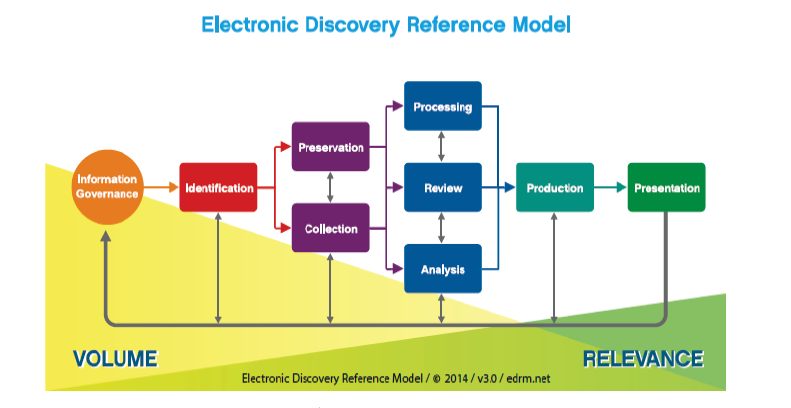 Electronic Discovery Reference Model
Processing
Preservation
Information
Governance
Identification
Review
Production
Presentation
Collection
Analysis
VOLUME
RELEVANCE
Electronic Discovery Reference Model / © 2014 / v3.0 / edrm.net